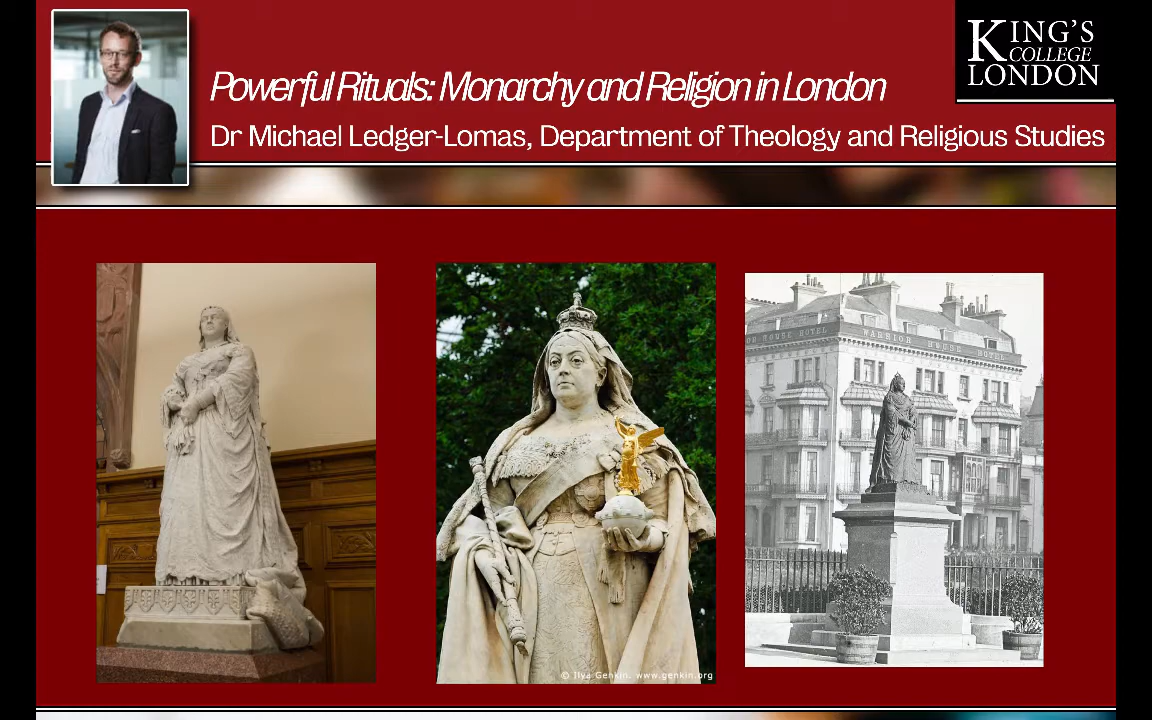 KING'S
COLLEGE
LONDON
Powerful Rituals: Monarchy and Religion in London
Dr Michael Ledger-Lomas, Department of Theology and Religious Studies
WARRIOR HOUSE HOTEL
© Ilya Genkin. www.genkin.org